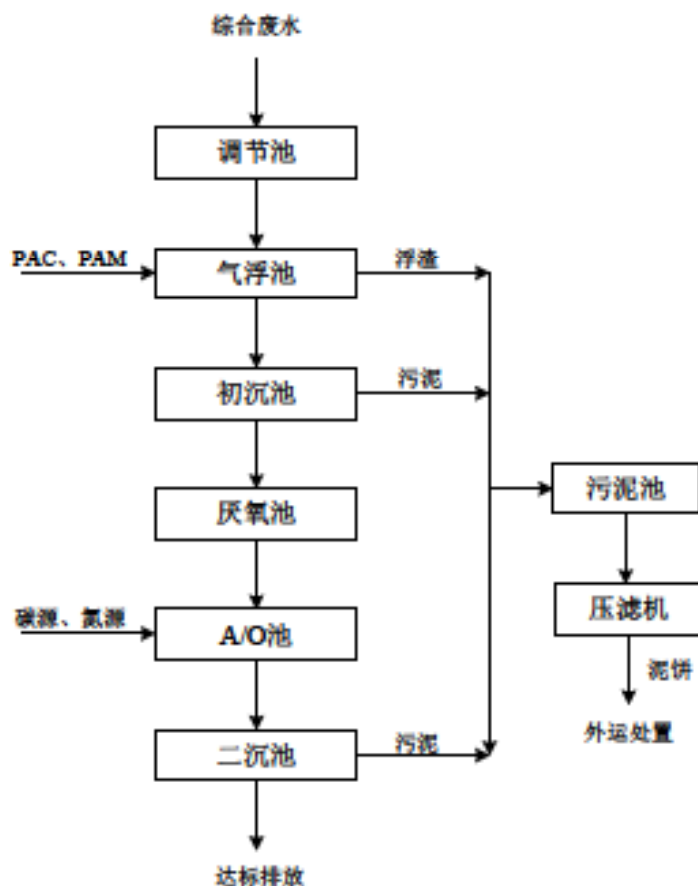 综合废水
调节池
PAC、PAM
气浮池
浮渣
初沉池
污泥
污泥池
厌氧池
压滤机
碳源、氮源
A/O池
泥饼
外运处置
二沉池
污泥
达标排放